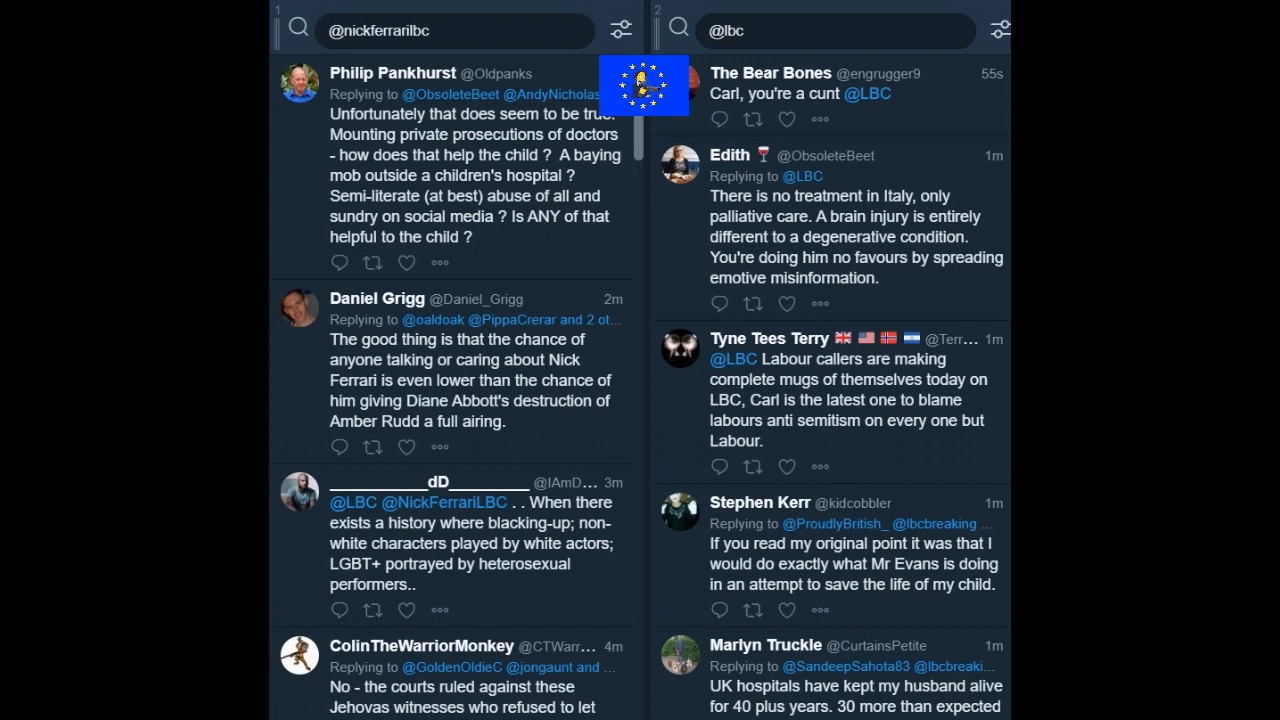 1
@nickferrarilbc
Philip Pankhurst @Oldpanks
Replying to @ObsoleteBeet @AndyNicholas
Unfortunately that does seem to be true.
Mounting private prosecutions of doctors
- how does that help the child ? A baying
mob outside a children's hospital ?
Semi-literate (at best) abuse of all and
sundry on social media ? Is ANY of that
helpful to the child ?
Daniel Grigg @Daniel_Grigg 2m
Replying to @oaldoak @PippaCrerar and 2 ot...
The good thing is that the chance of
anyone talking or caring about Nick
Ferrari is even lower than the chance of
him giving Diane Abbott's destruction of
Amber Rudd a full airing.
___________dD_________ @IAmD... 3m
@LBC @NickFerrariLBC . . When there
exists a history where blacking-up; non-
white characters played by white actors;
LGBT+ portrayed by heterosexual
performers..
ColinTheWarriorMonkey @CTWarr... 4m
Replying to @GoldenOldieC @jongaunt and ...
No - the courts ruled against these
Jehovas witnesses who refused to let
2
@lbc
The Bear Bones @engrugger9 55s
Carl, you're a cunt @LBC
Edith 🍷 @ObsoleteBeet 1m
Replying to @LBC
There is no treatment in Italy, only
palliative care. A brain injury is entirely
different to a degenerative condition.
You're doing him no favours by spreading
emotive misinformation.
Tyne Tees Terry @Terr... 1m
@LBC Labour callers are making
complete mugs of themselves today on
LBC, Carl is the latest one to blame
labours anti semitism on every one but
Labour.
Stephen Kerr @kidcobbler 1m
Replying to @ProudlyBritish_ @lbcbreaking ...
If you read my original point it was that I
would do exactly what Mr Evans is doing
in an attempt to save the life of my child.
Marlyn Truckle @CurtainsPetite 1m
Replying to @SandeepSahota83 @lbcbreaki...
UK hospitals have kept my husband alive
for 40 plus years. 30 more than expected